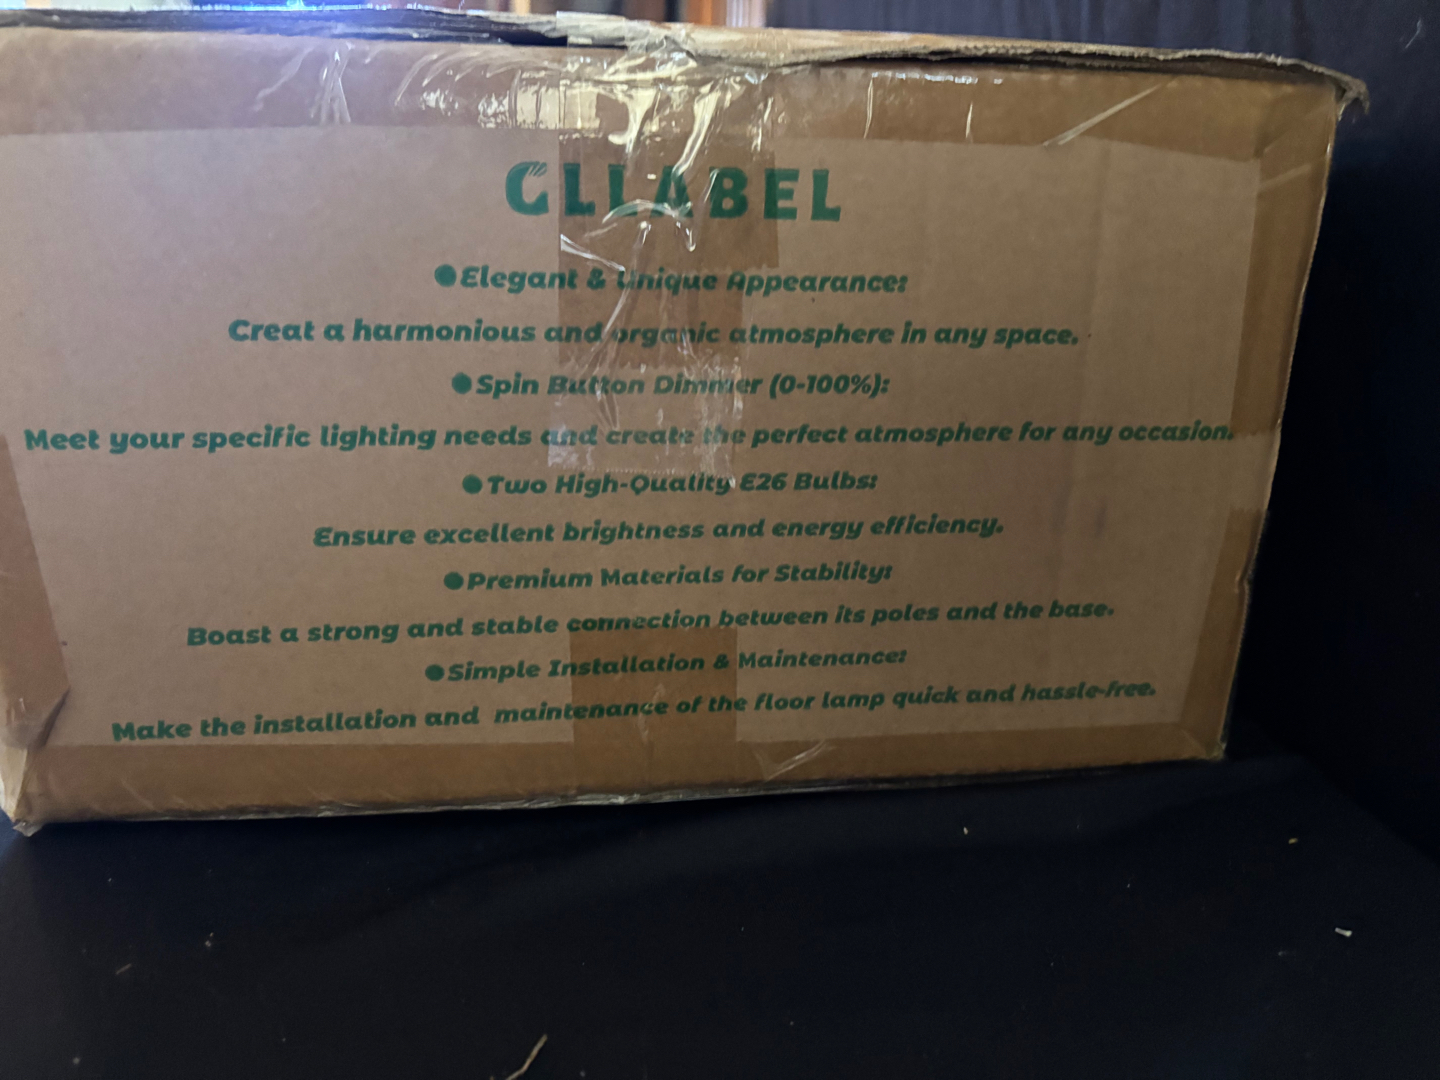 CLLABEL
●Elegant & Unique Appearance:
Creat a harmonious and organic atmosphere in any space.
●Spin Button Dimmer (0-100%):
Meet your specific lighting needs and create the perfect atmosphere for any occasion.
●Two High-Quality E26 Bulbs:
Ensure excellent brightness and energy efficiency.
●Premium Materials for Stability:
Boast a strong and stable connection between its poles and the base.
●Simple Installation & Maintenance:
Make the installation and maintenance of the floor lamp quick and hassle-free.